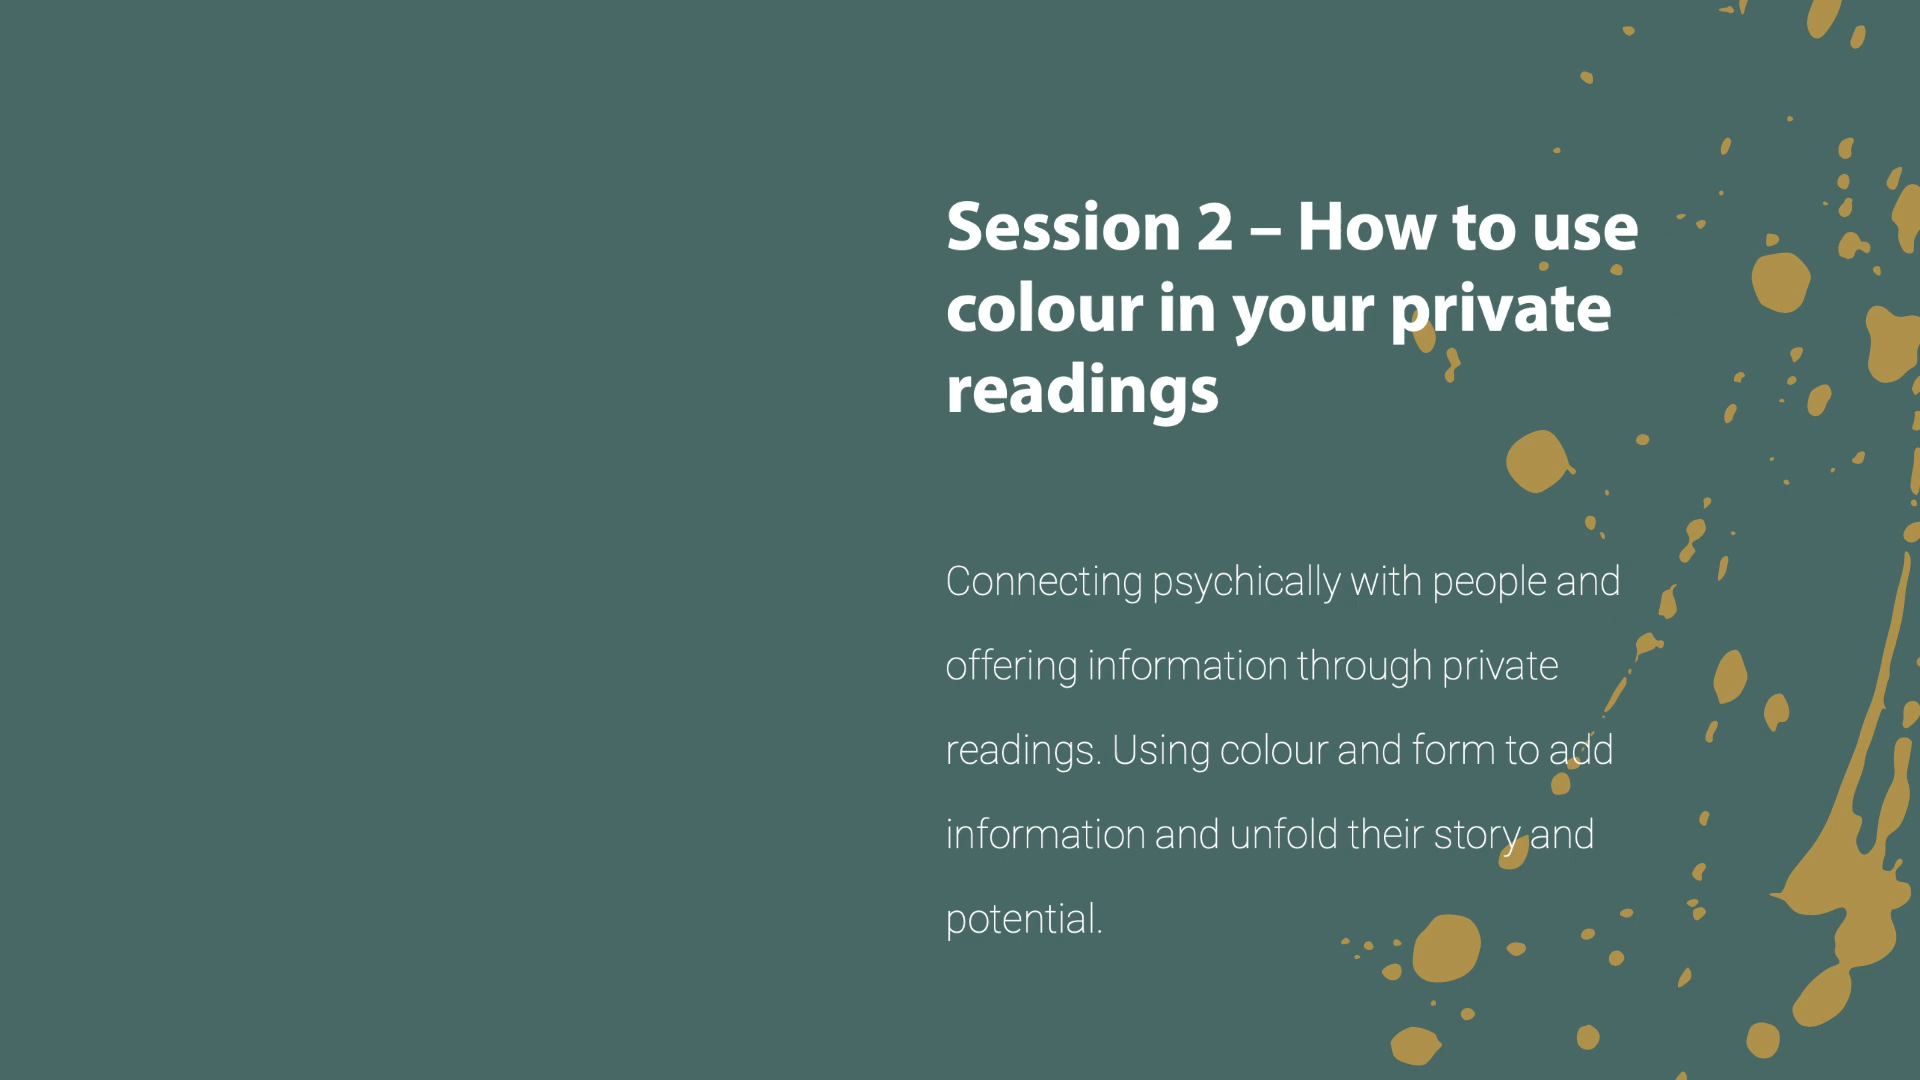 Session 2 – How to use
colour in your private
readings
Connecting psychically with people and
offering information through private
readings. Using colour and form to add
information and unfold their story and
potential.